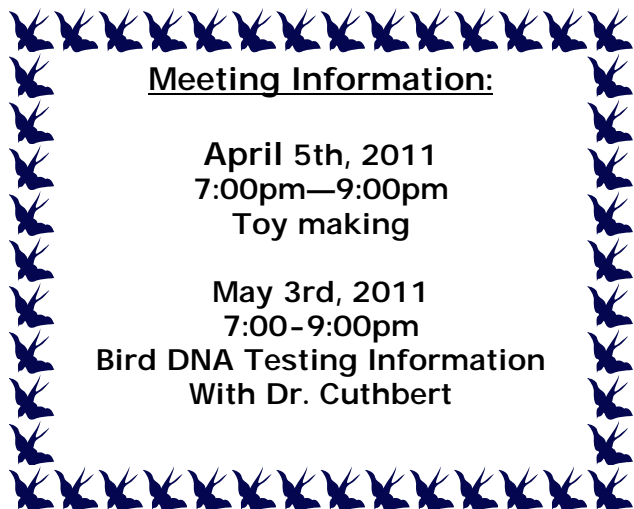 Meeting Information:
April 5th, 2011
7:00pm—9:00pm
Toy making
May 3rd, 2011
7:00-9:00pm
Bird DNA Testing Information
With Dr. Cuthbert